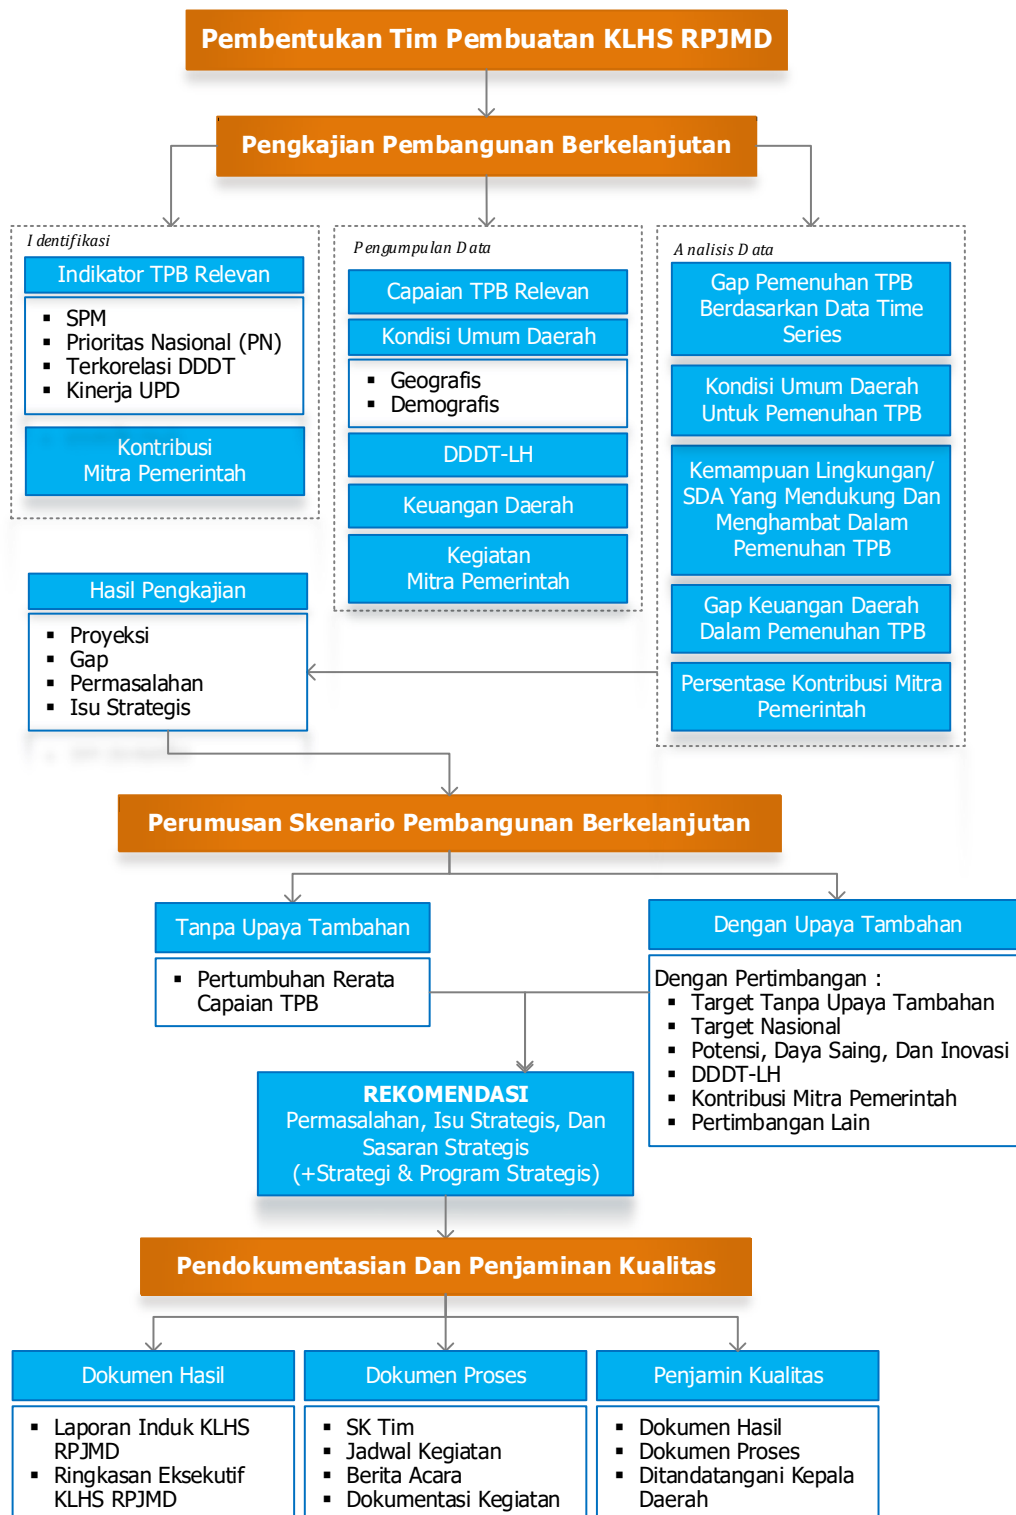 Pembentukan Tim Pembuatan KLHS RPJMD
Pengkajian Pembangunan Berkelanjutan
Identifikasi
Indikator TPB Relevan
▪ SPM
▪ Prioritas Nasional (PN)
▪ Terkorelasi DDDT
▪ Kinerja UPD
Kontribusi
Mitra Pemerintah
Pengumpulan Data
Capaian TPB Relevan
Kondisi Umum Daerah
▪ Geografis
▪ Demografis
DDDT-LH
Keuangan Daerah
Kegiatan
Mitra Pemerintah
Analisis Data
Gap Pemenuhan TPB
Berdasarkan Data Time
Series
Kondisi Umum Daerah
Untuk Pemenuhan TPB
Kemampuan Lingkungan/
SDA Yang Mendukung Dan
Menghambat Dalam
Pemenuhan TPB
Gap Keuangan Daerah
Dalam Pemenuhan TPB
Persentase Kontribusi Mitra
Pemerintah
Hasil Pengkajian
▪ Proyeksi
▪ Gap
▪ Permasalahan
▪ Isu Strategis
Perumusan Skenario Pembangunan Berkelanjutan
Tanpa Upaya Tambahan
▪ Pertumbuhan Rerata
Capaian TPB
Dengan Upaya Tambahan
Dengan Pertimbangan :
▪ Target Tanpa Upaya Tambahan
▪ Target Nasional
▪ Potensi, Daya Saing, Dan Inovasi
▪ DDDT-LH
▪ Kontribusi Mitra Pemerintah
▪ Pertimbangan Lain
REKOMENDASI
Permasalahan, Isu Strategis, Dan
Sasaran Strategis
(+Strategi & Program Strategis)
Pendokumentasian Dan Penjaminan Kualitas
Dokumen Hasil
▪ Laporan Induk KLHS
RPJMD
▪ Ringkasan Eksekutif
KLHS RPJMD
Dokumen Proses
▪ SK Tim
▪ Jadwal Kegiatan
▪ Berita Acara
▪ Dokumentasi Kegiatan
Penjamin Kualitas
▪ Dokumen Hasil
▪ Dokumen Proses
▪ Ditandatangani Kepala
Daerah